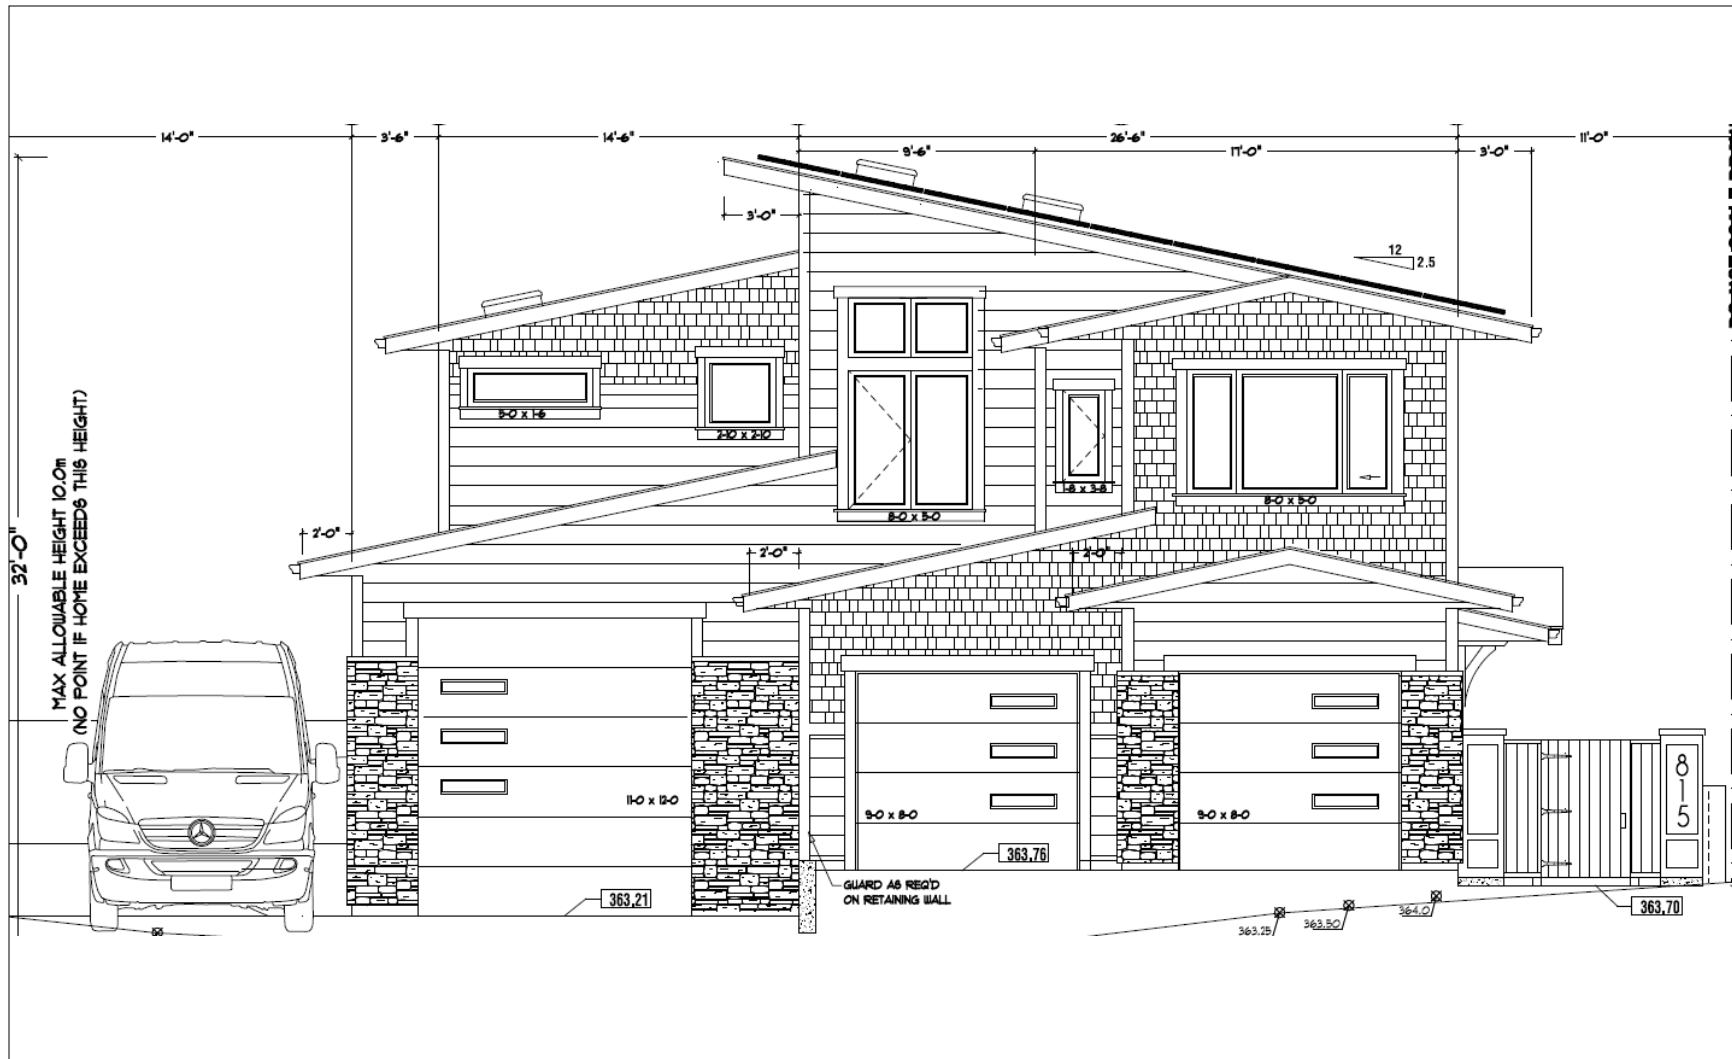 14'-0"
3'-6"
14'-6"
26'-6"
11'-0"
9'-6"
17'-0"
3'-0"
3'-0"
12
2.5
32'-0"
MAX ALLOWABLE HEIGHT 10.0m
(NO POINT IF HOME EXCEEDS THIS HEIGHT)
5-0 x 1-6
2-10 x 2-10
1-8 x 3-8
8-0 x 5-0
8-0 x 5-0
2'-0"
2'-0"
2'-0"
11-0 x 12-0
9-0 x 8-0
9-0 x 8-0
815
363.76
GUARD AS REQ'D
ON RETAINING WALL
363.21
363.25
363.50
364.0
363.70